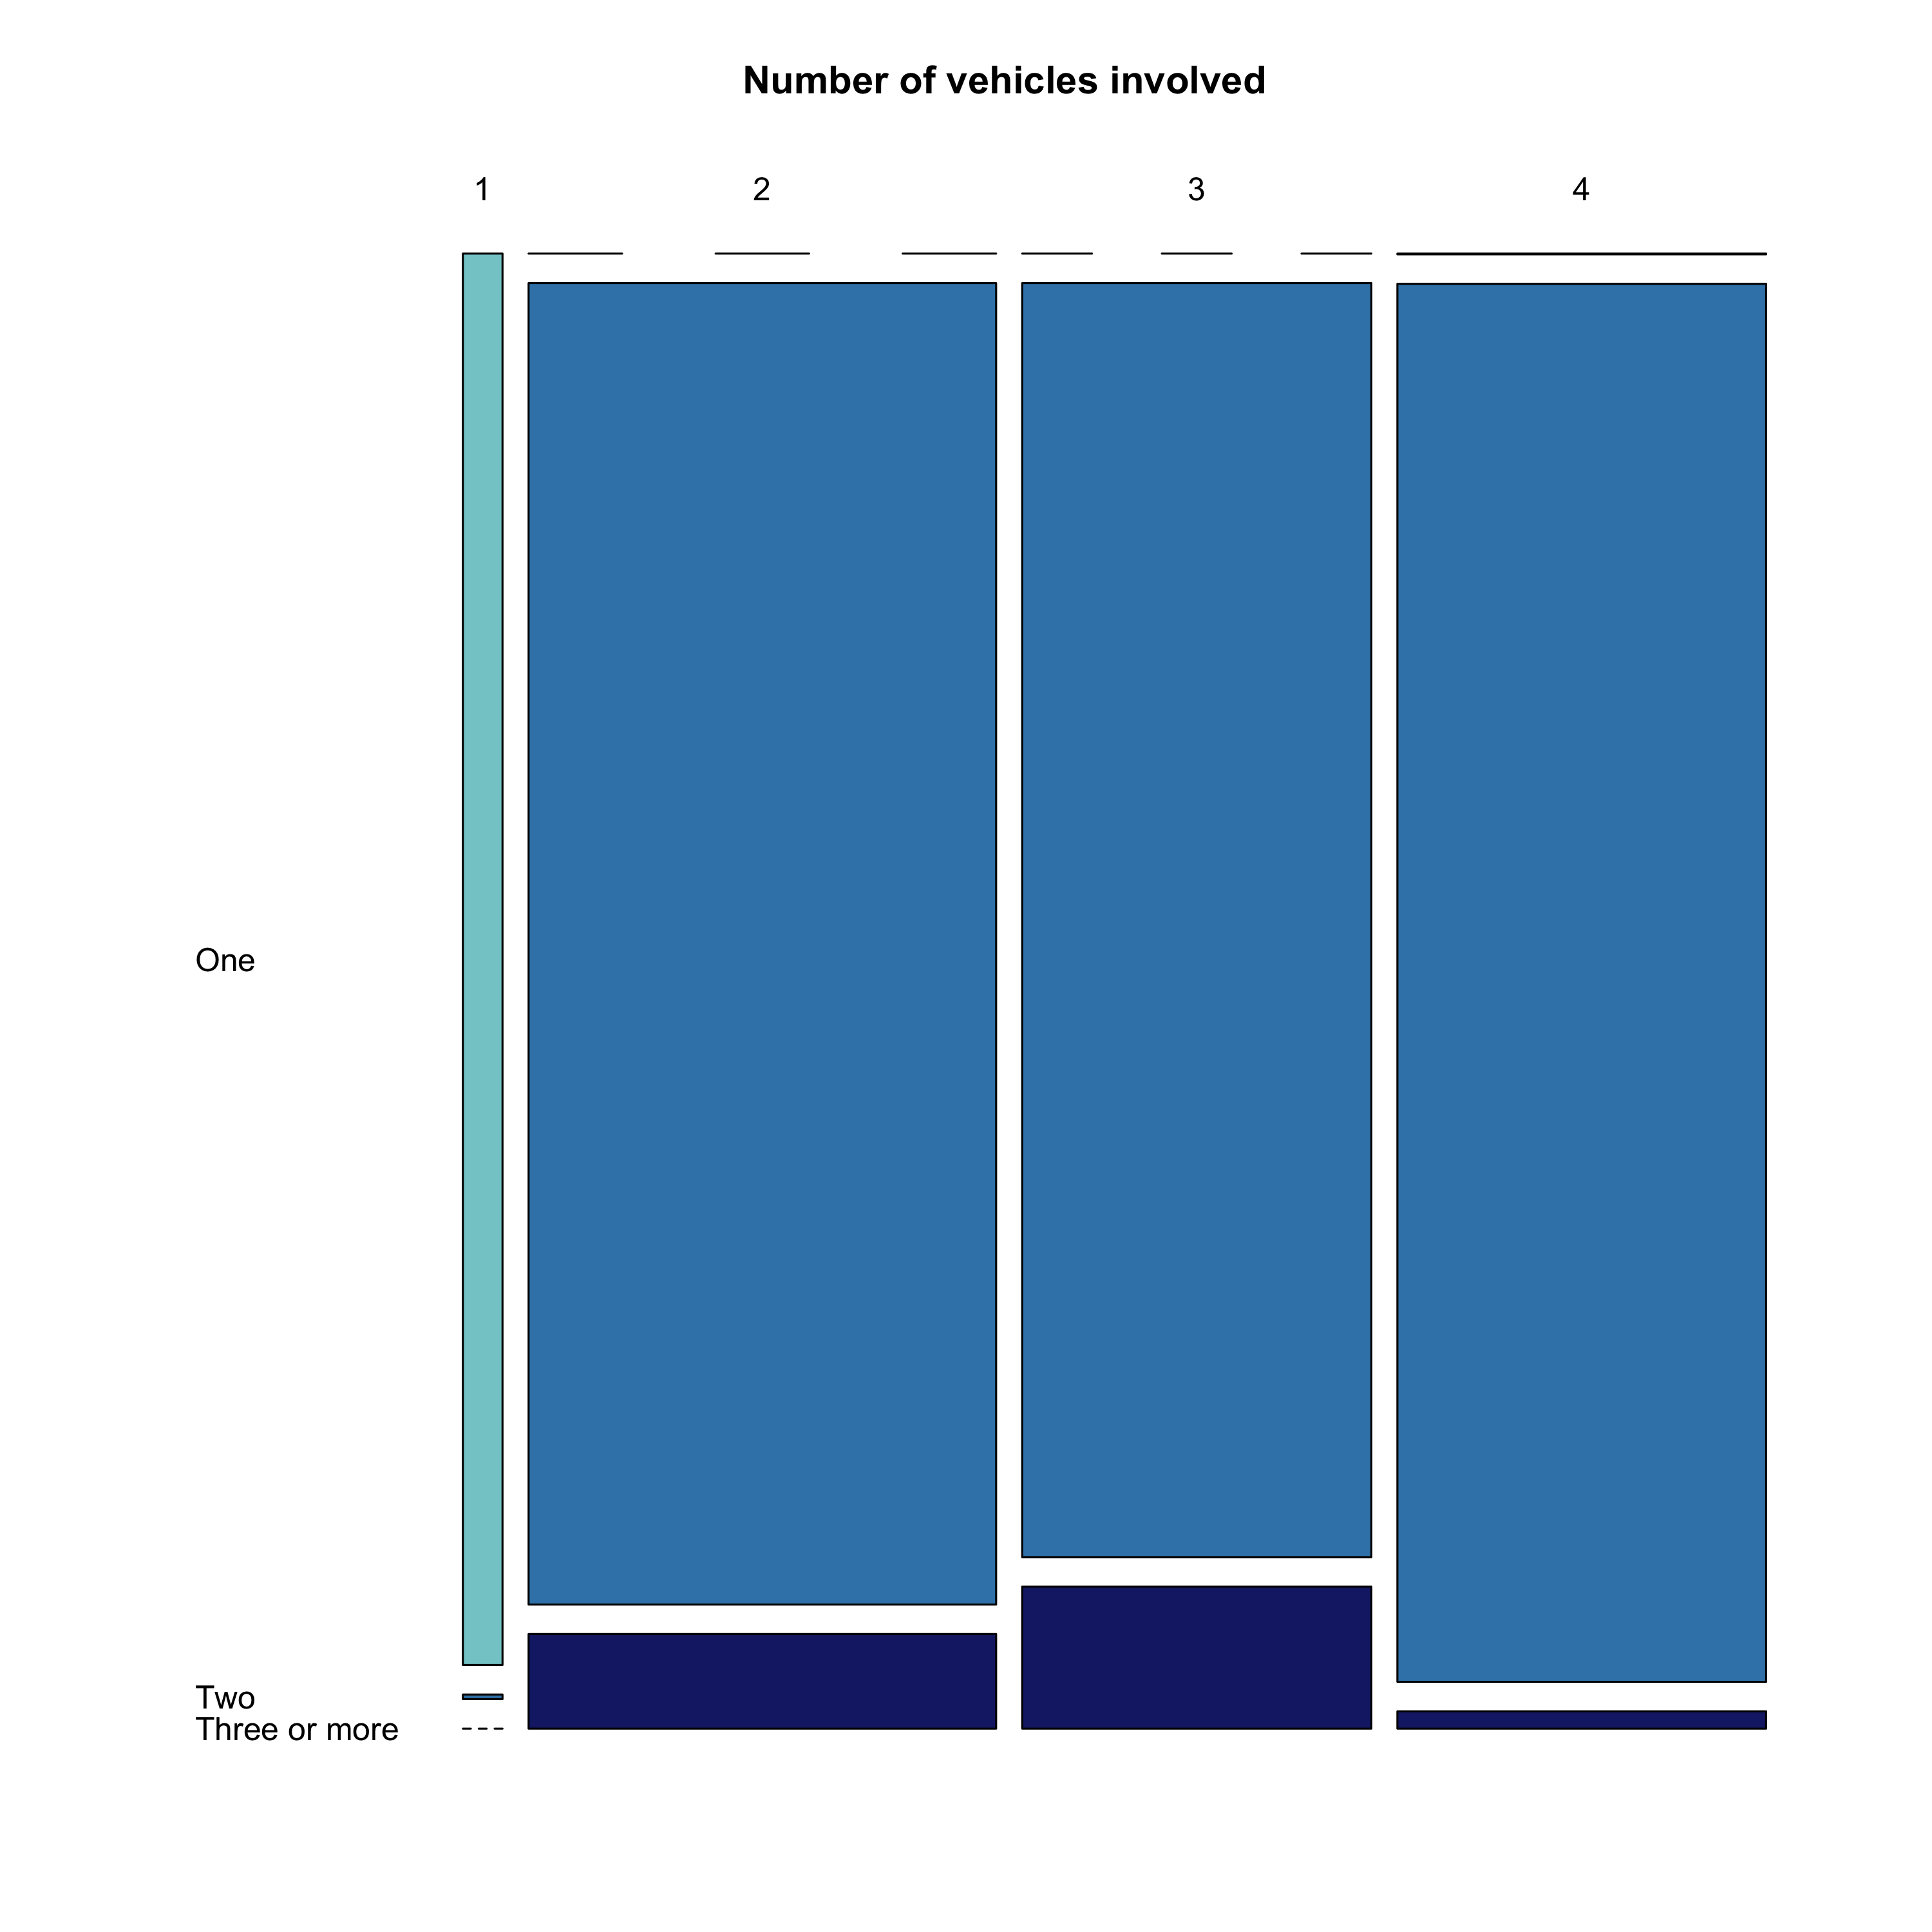 Number of vehicles involved
1 2 3 4
One
Two
Three or more